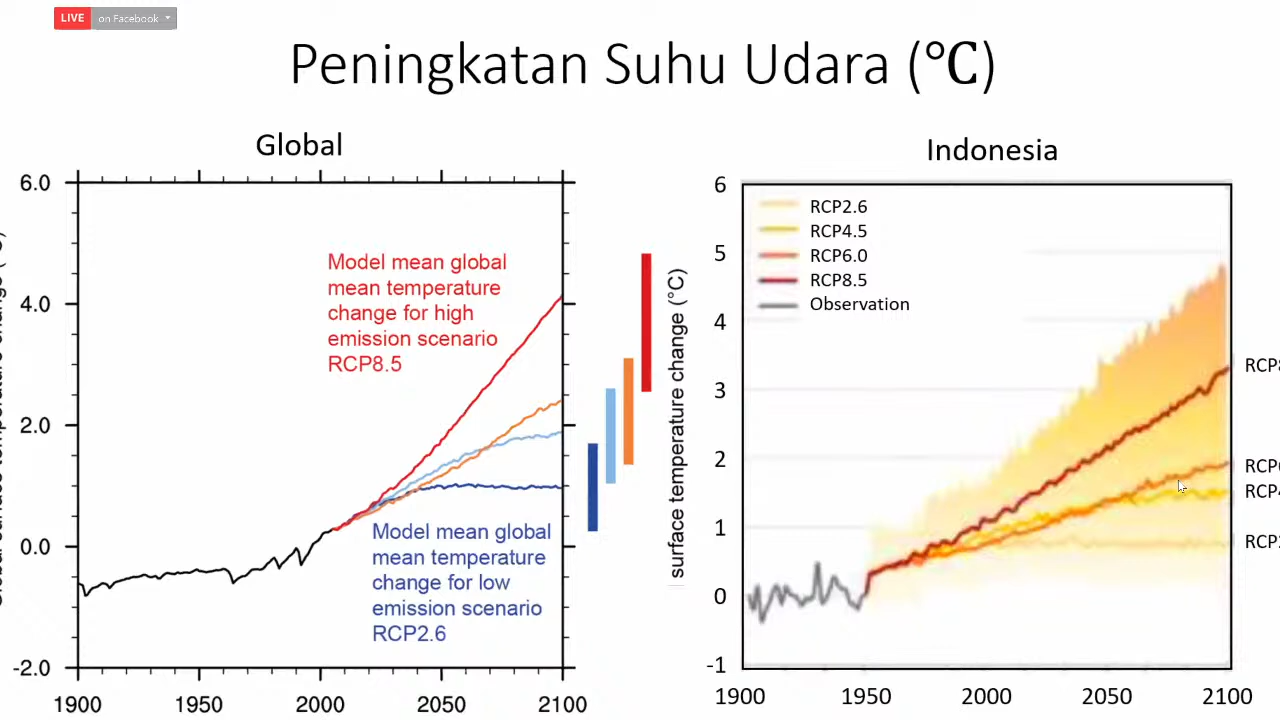 LIVE on Facebook
Peningkatan Suhu Udara (°C)
Global
6.0
4.0
2.0
0.0
-2.0
1900 1950 2000 2050 2100
Model mean global
mean temperature
change for high
emission scenario
RCP8.5
Model mean global
mean temperature
change for low
emission scenario
RCP2.6
Indonesia
surface temperature change (°C)
6
5
4
3
2
1
0
-1
1900 1950 2000 2050 2100
RCP2.6
RCP4.5
RCP6.0
RCP8.5
Observation